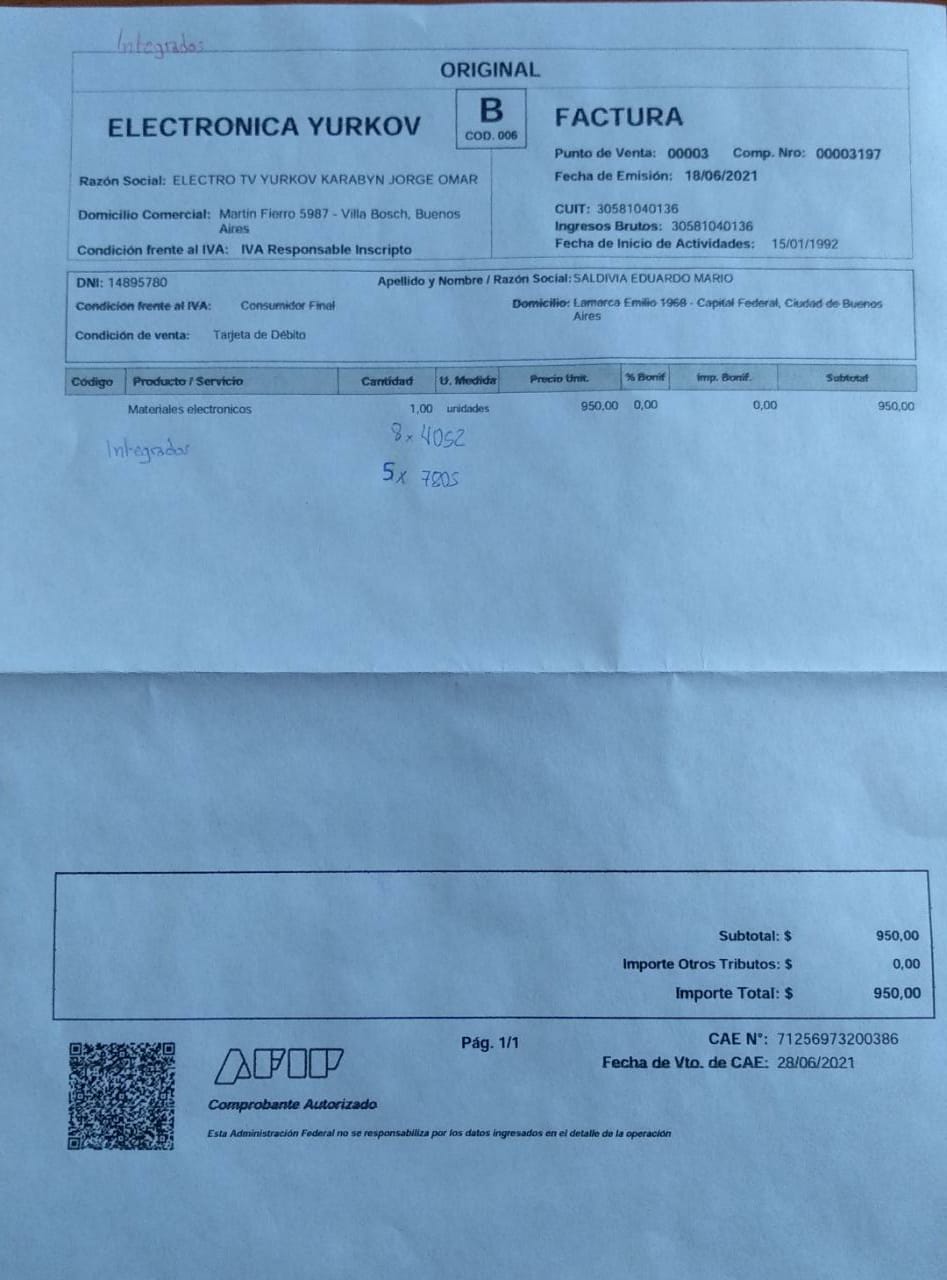 Integrados
ORIGINAL
ELECTRONICA YURKOV
B
COD. 006
FACTURA
Punto de Venta: 00003 Comp. Nro: 00003197
Fecha de Emisión: 18/06/2021
Razón Social: ELECTRO TV YURKOV KARABYN JORGE OMAR
Domicilio Comercial: Martin Fierro 5987 - Villa Bosch, Buenos
Aires
Condición frente al IVA: IVA Responsable Inscripto
CUIT: 30581040136
Ingresos Brutos: 30581040136
Fecha de Inicio de Actividades: 15/01/1992
DNI: 14895780 Apellido y Nombre / Razón Social: SALDIVIA EDUARDO MARIO
Condición frente al IVA: Consumidor Final Domicilio: Lamarca Emilio 1968 - Capital Federal, Ciudad de Buenos
Aires
Condición de venta: Tarjeta de Débito
Código Producto / Servicio Cantidad U. Medida Precio Unit. % Bonif Imp. Bonif. Subtotal
Materiales electronicos 1,00 unidades 950,00 0,00 0,00 950,00
Integrados 8 x 4052
5 x 7805
Subtotal: $ 950,00
Importe Otros Tributos: $ 0,00
Importe Total: $ 950,00
AFIP
Comprobante Autorizado
Esta Administración Federal no se responsabiliza por los datos ingresados en el detalle de la operación
Pág. 1/1
CAE N°: 71256973200386
Fecha de Vto. de CAE: 28/06/2021